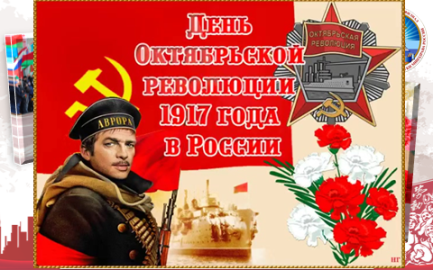 День
Октябрьской
революции
1917 года
в России
ОКТЯБРЬСКАЯ
РЕВОЛЮЦИЯ
АВРОРА